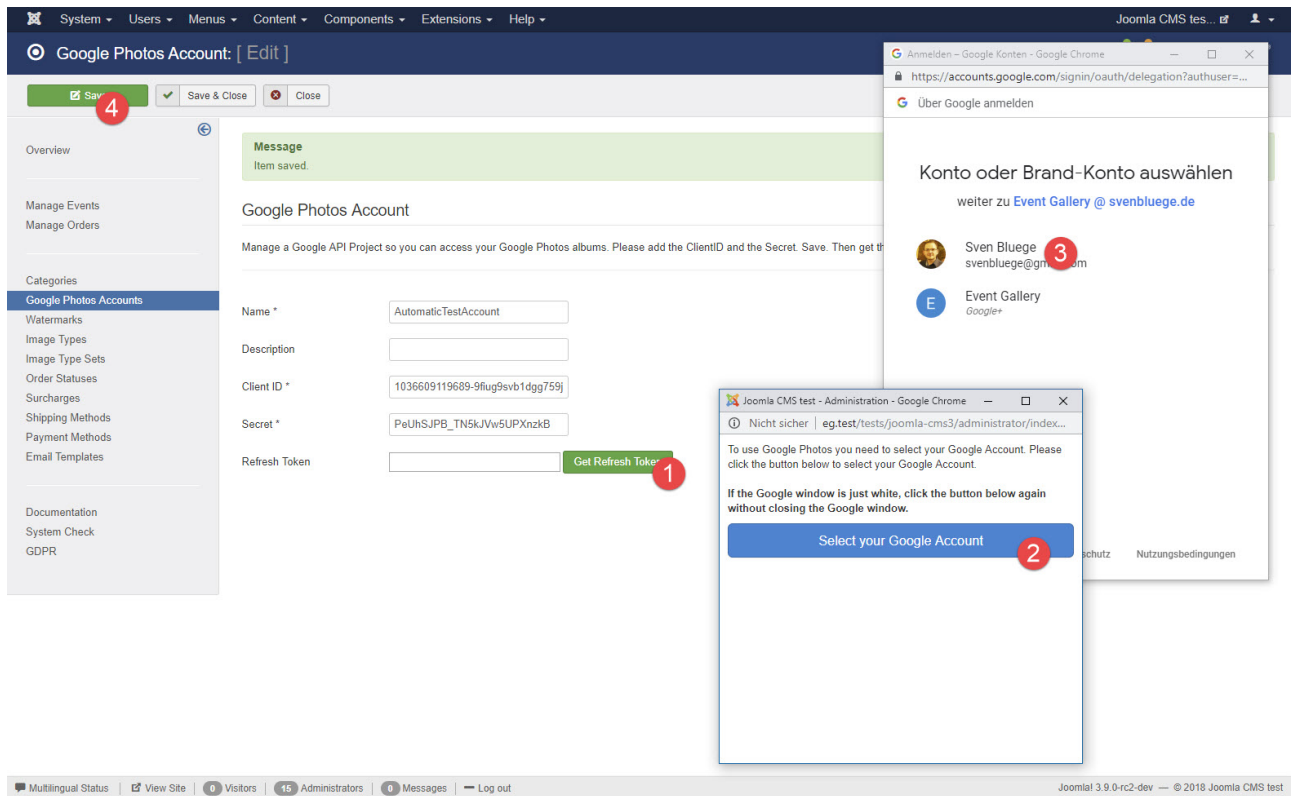 System Users Menus Content Components Extensions Help Joomla CMS tes...
Google Photos Account: [ Edit ]
4 Save & Close Close
Overview
Manage Events
Manage Orders
Categories
Google Photos Accounts
Watermarks
Image Types
Image Type Sets
Order Statuses
Surcharges
Shipping Methods
Payment Methods
Email Templates
Documentation
System Check
GDPR
Message
Item saved.
Google Photos Account
Manage a Google API Project so you can access your Google Photos albums. Please add the ClientID and the Secret. Save. Then get th
Name * AutomaticTestAccount
Description
Client ID * 1036609119689-9fiug9svb1dgg759j
Secret * PeUhSJPB_TN5kJVw5UPXnzkB
Refresh Token Get Refresh Token 1
Anmelden – Google Konten - Google Chrome
https://accounts.google.com/signin/oauth/delegation?authuser=...
G Über Google anmelden
Konto oder Brand-Konto auswählen
weiter zu Event Gallery @ svenbluege.de
Sven Bluege 3
E Event Gallery
Google+
schutz Nutzungsbedingungen
Joomla CMS test - Administration - Google Chrome
Nicht sicher | eg.test/tests/joomla-cms3/administrator/index...
To use Google Photos you need to select your Google Account. Please
click the button below to select your Google Account.
If the Google window is just white, click the button below again
without closing the Google window.
Select your Google Account 2
Multilingual Status | View Site | 0 Visitors | 15 Administrators | 0 Messages | Log out
Joomla! 3.9.0-rc2-dev — © 2018 Joomla CMS test